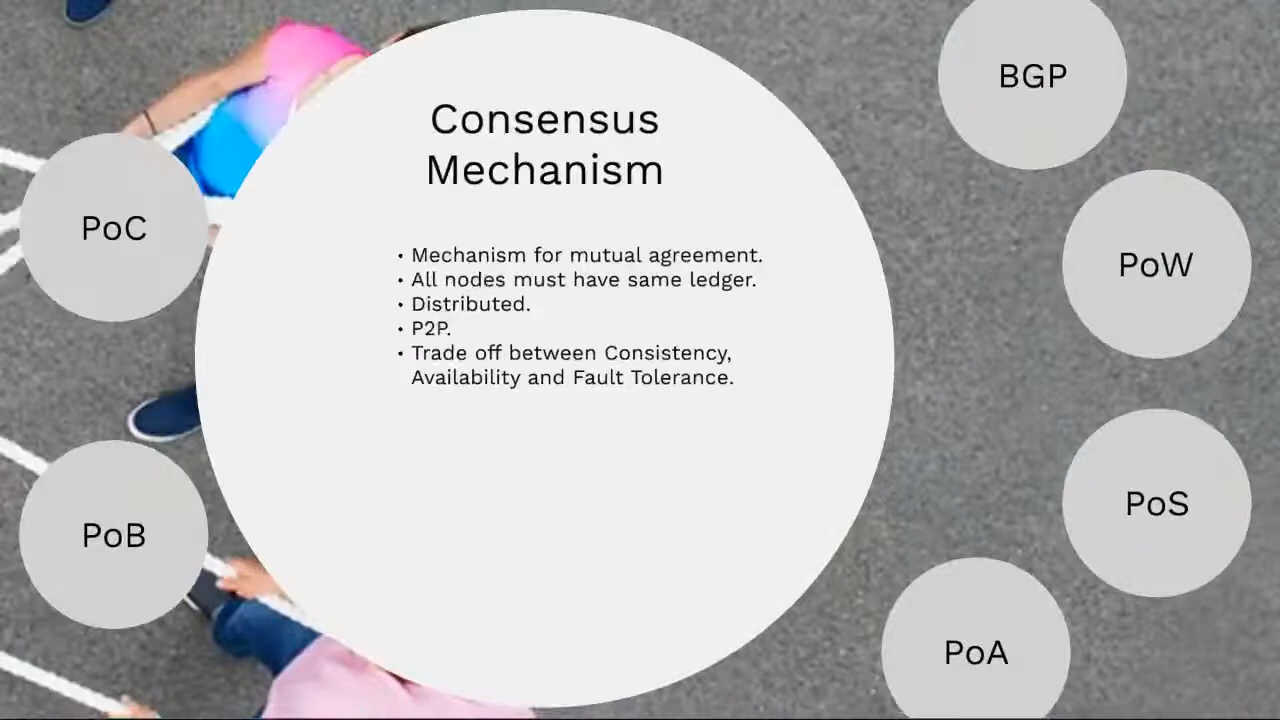 Consensus
Mechanism
• Mechanism for mutual agreement.
• All nodes must have same ledger.
• Distributed.
• P2P.
• Trade off between Consistency,
Availability and Fault Tolerance.
BGP
PoW
PoS
PoA
PoB
PoC